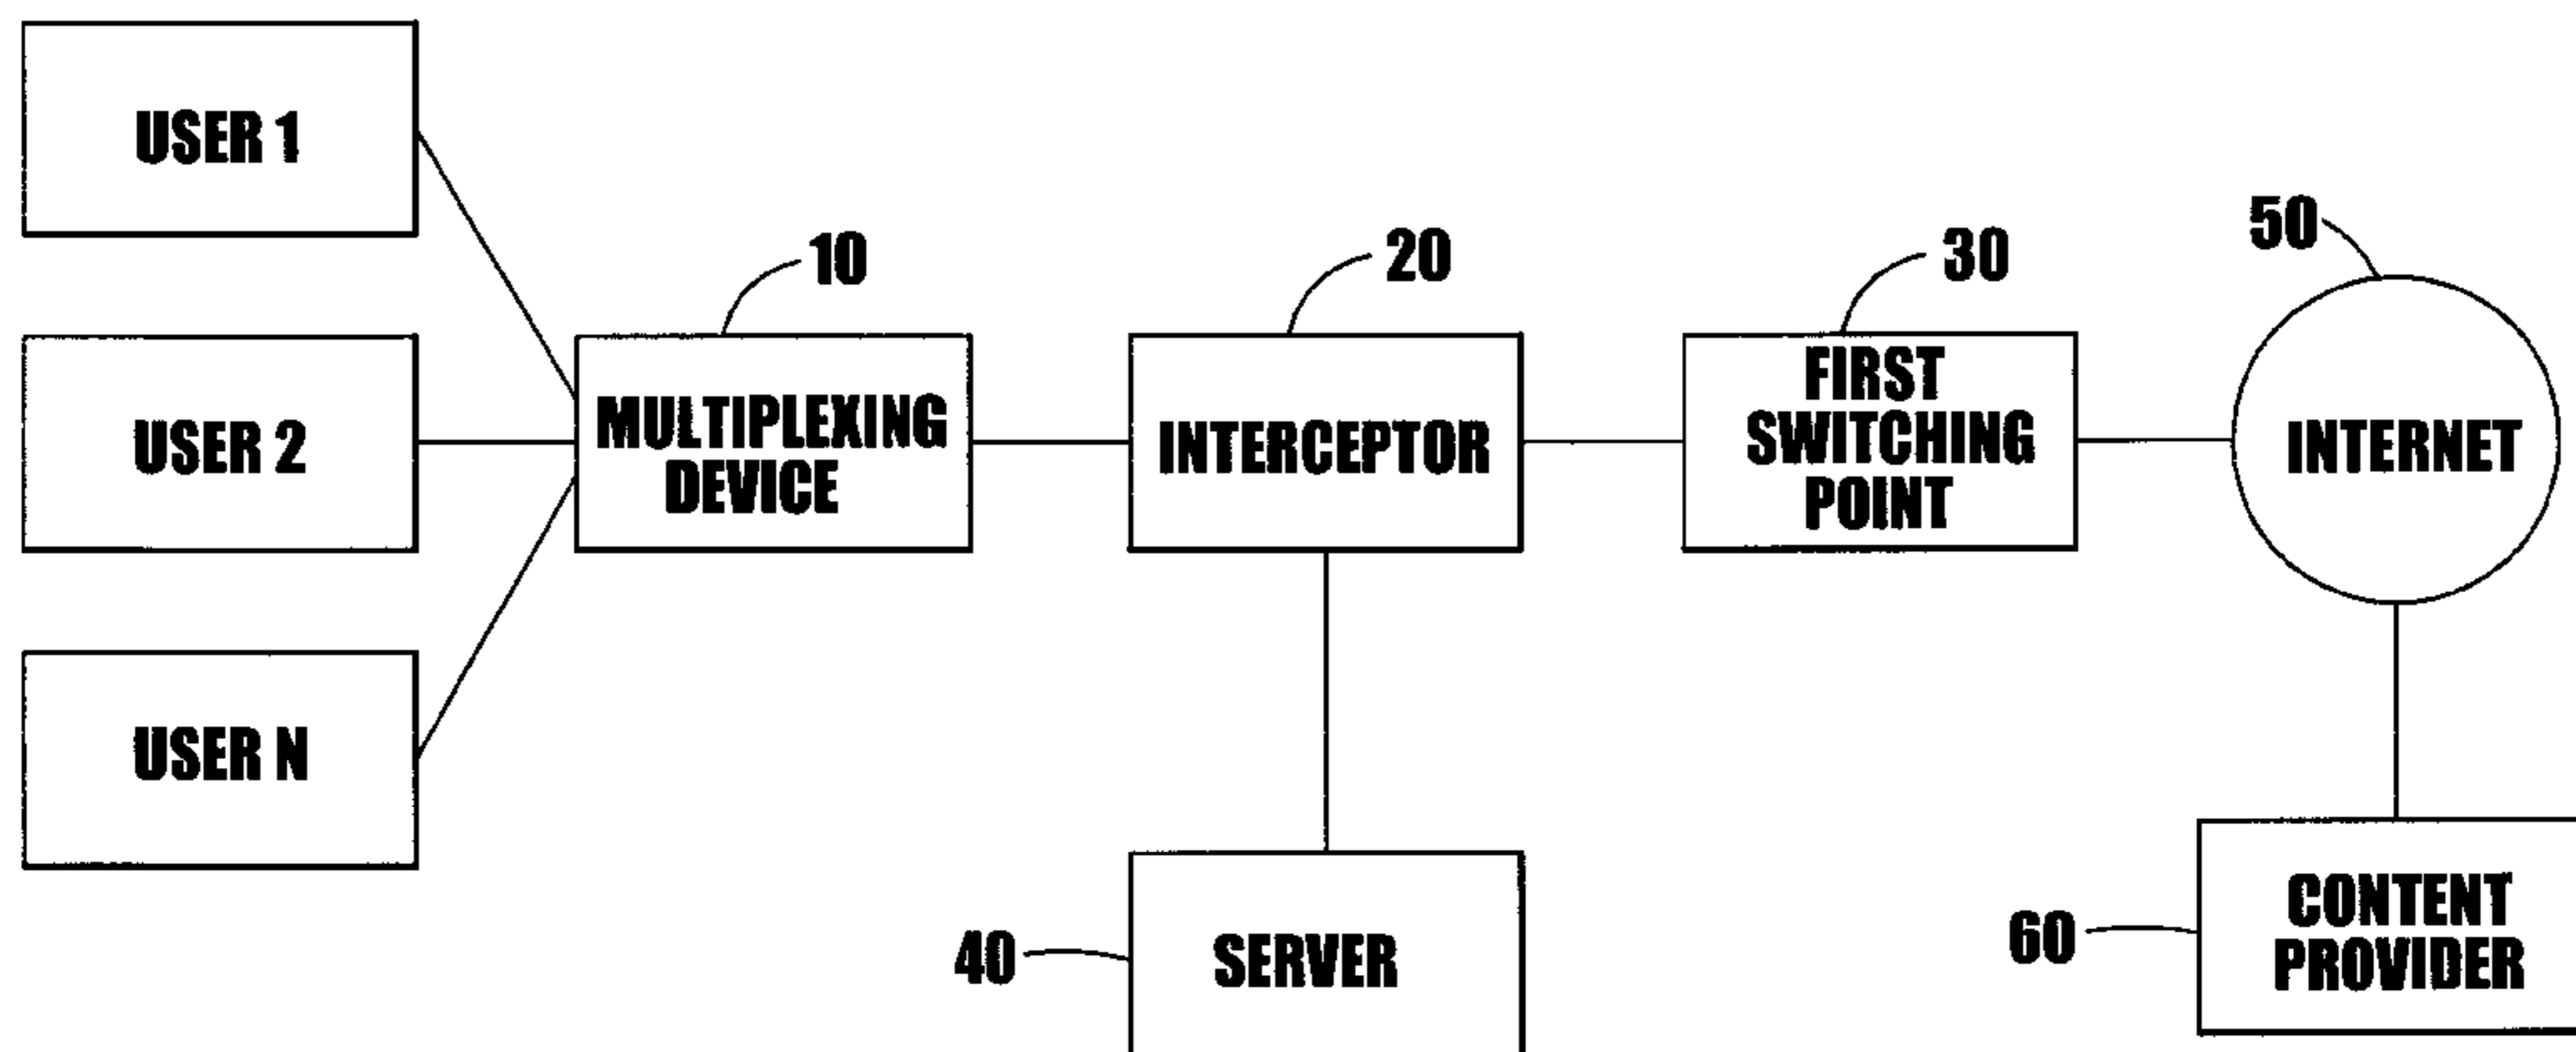 USER 1
10
20
30
50
USER 2
MULTIPLEXING
DEVICE
INTERCEPTOR
FIRST
SWITCHING
POINT
INTERNET
USER N
40
SERVER
60
CONTENT
PROVIDER